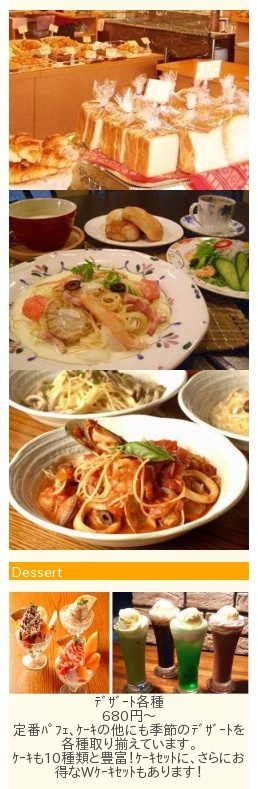 Dessert
ﾃﾞｻﾞｰﾄ各種
680円～
定番ﾊﾟﾌｪ､ｹｰｷの他にも季節のﾃﾞｻﾞｰﾄを
各種取り揃えています。
ｹｰｷも10種類と豊富!ｹｰｷｾｯﾄに､さらにお
得なWｹｰｷｾｯﾄもあります!